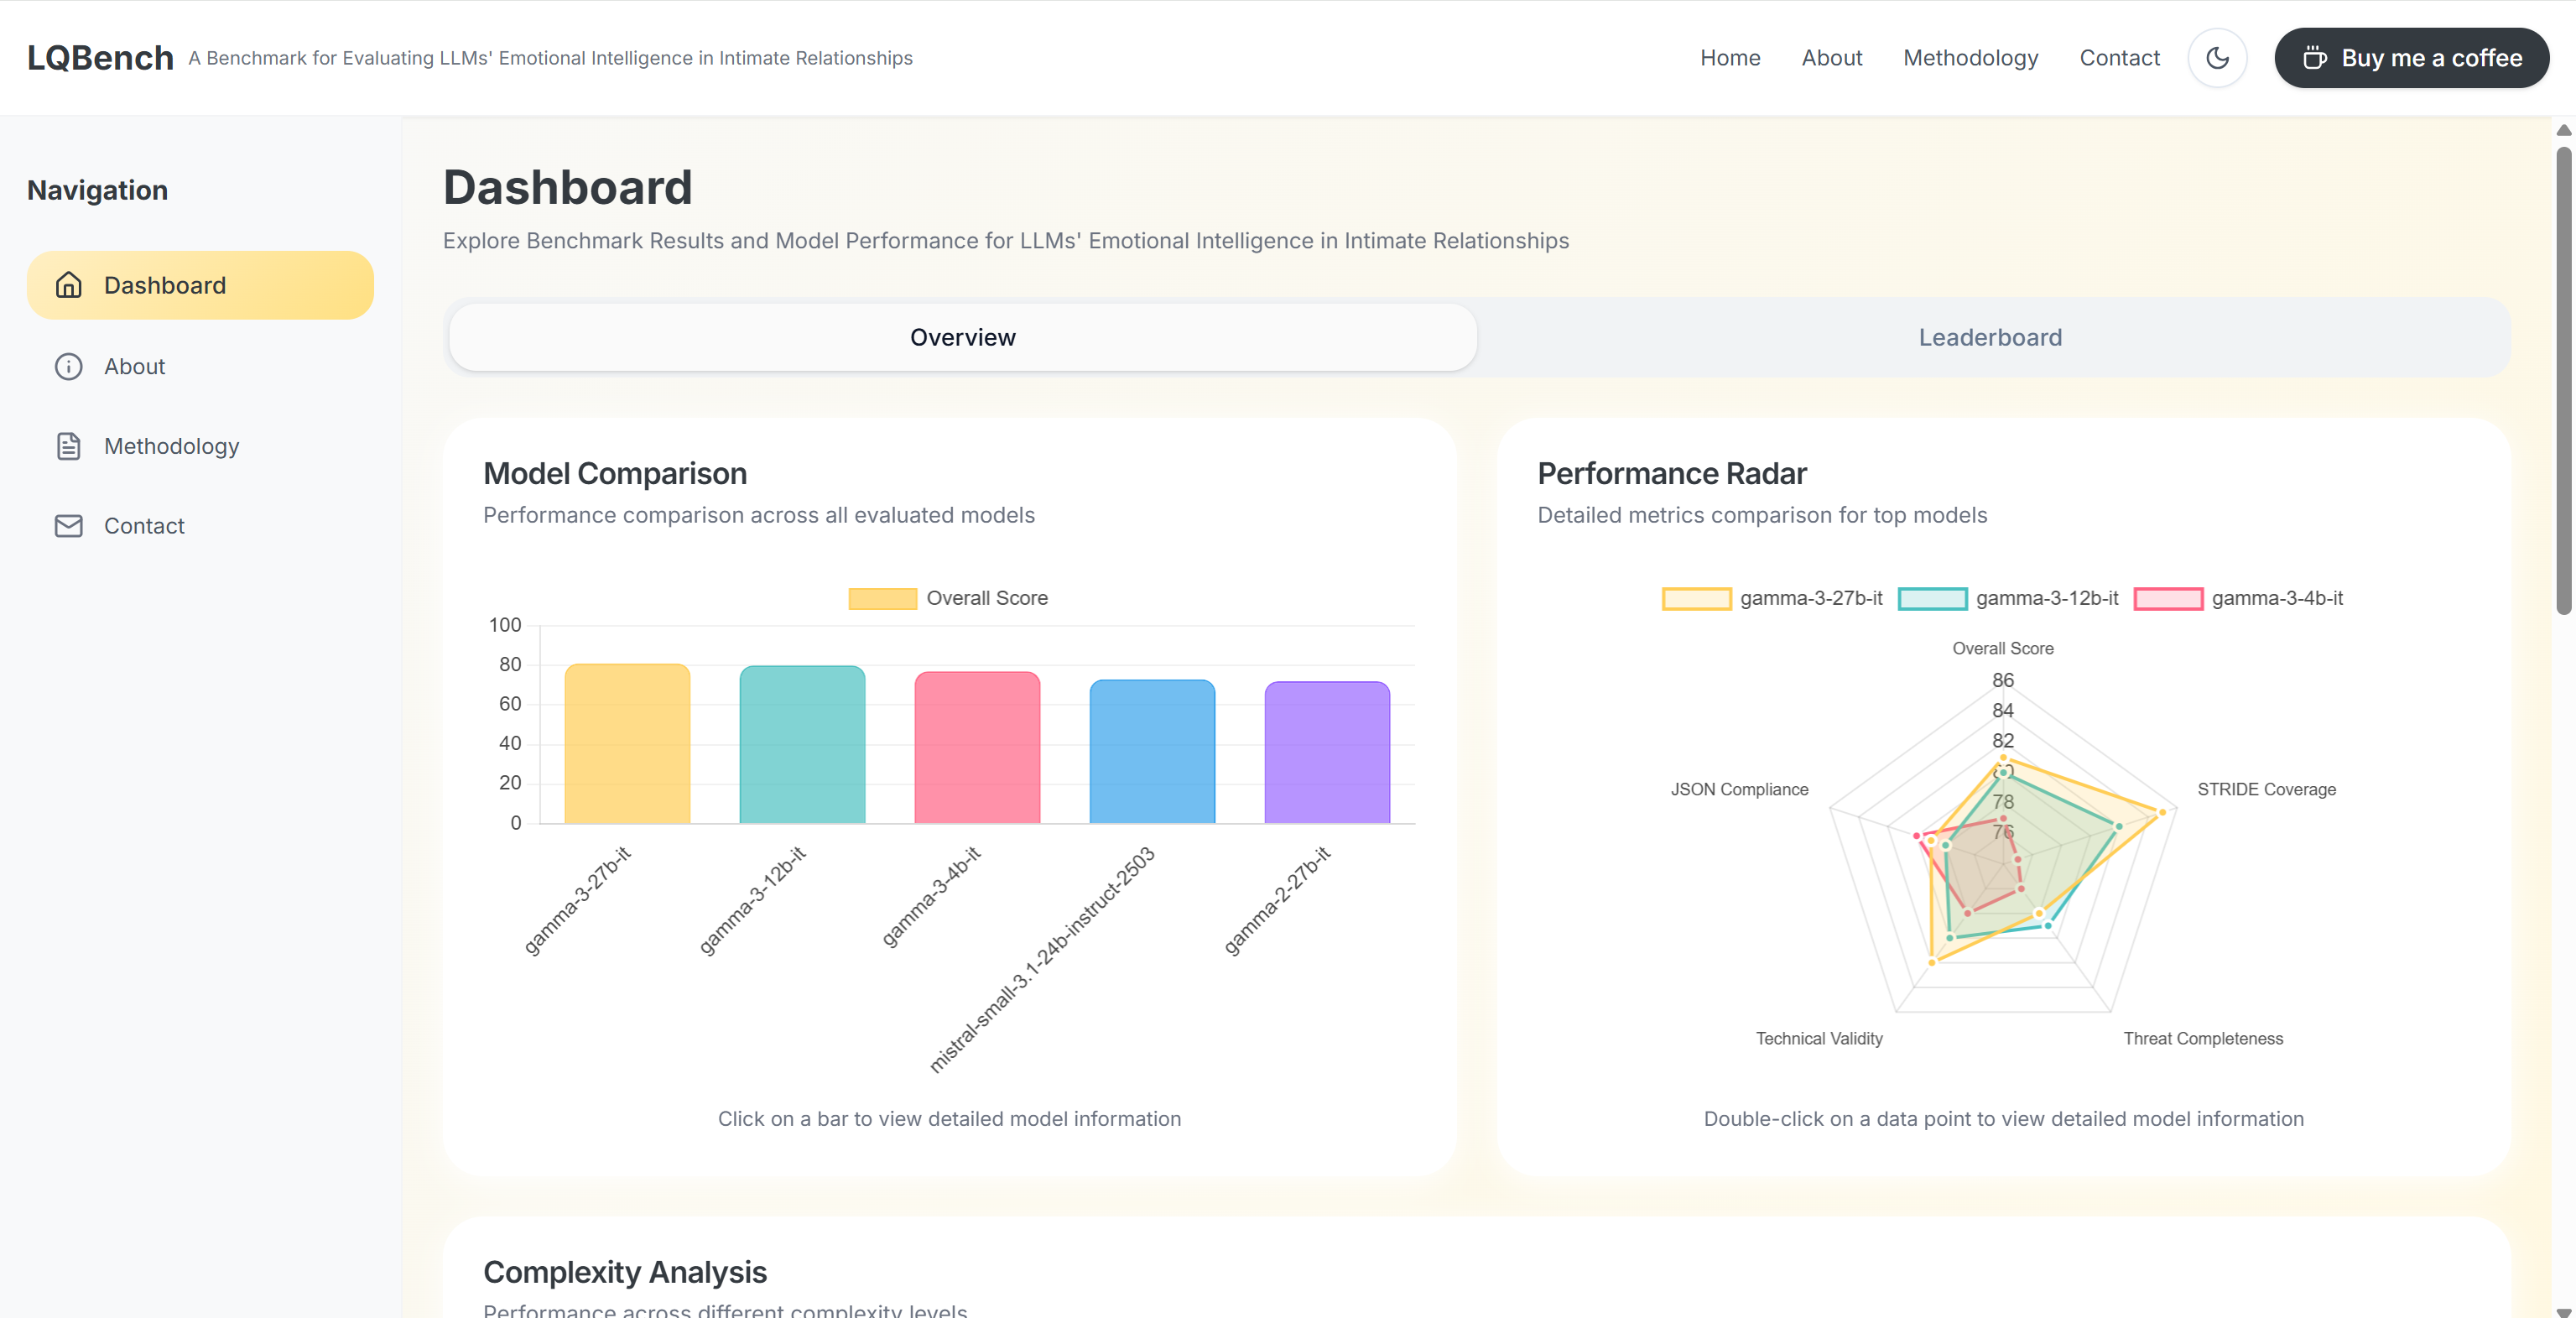 LQBench A Benchmark for Evaluating LLMs' Emotional Intelligence in Intimate Relationships
Home About Methodology Contact Buy me a coffee
Navigation
Dashboard
About
Methodology
Contact
Dashboard
Explore Benchmark Results and Model Performance for LLMs' Emotional Intelligence in Intimate Relationships
Overview
Leaderboard
Model Comparison
Performance comparison across all evaluated models
Overall Score
100
80
60
40
20
0
gamma-3-27b-it
gamma-3-12b-it
gamma-3-4b-it
mistral-small-3.1-24b-instruct-2503
gamma-2-27b-it
Click on a bar to view detailed model information
Performance Radar
Detailed metrics comparison for top models
gamma-3-27b-it gamma-3-12b-it gamma-3-4b-it
Overall Score
86
84
82
80
78
76
JSON Compliance
STRIDE Coverage
Technical Validity
Threat Completeness
Double-click on a data point to view detailed model information
Complexity Analysis
Performance across different complexity levels